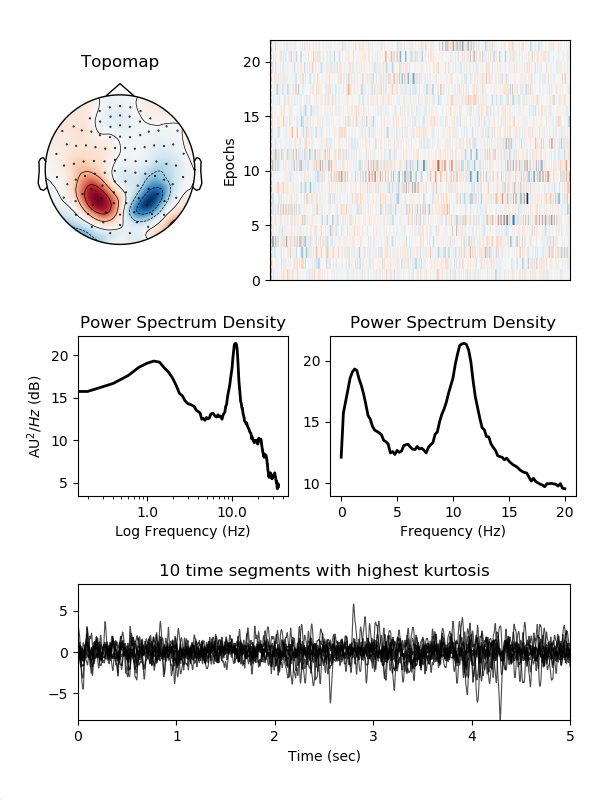 Topomap
Epochs
20
15
10
5
0
Power Spectrum Density
AU²/Hz (dB)
20
15
10
5
1.0 10.0
Log Frequency (Hz)
Power Spectrum Density
20
15
10
0 5 10 15 20
Frequency (Hz)
10 time segments with highest kurtosis
5
0
−5
0 1 2 3 4 5
Time (sec)